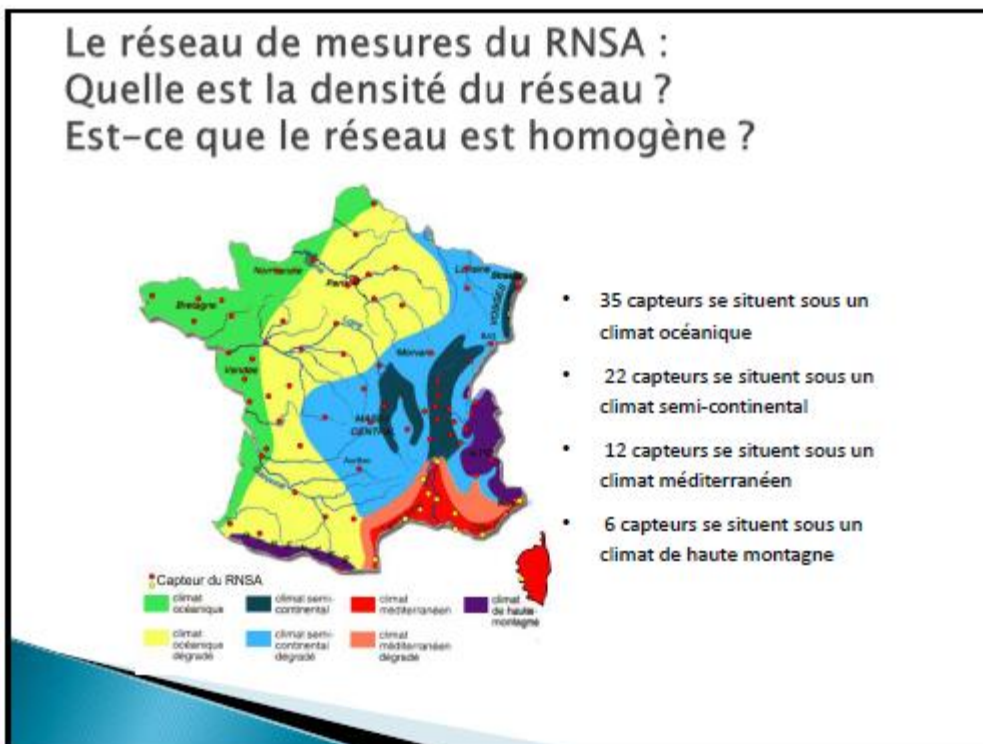 Le réseau de mesures du RNSA :
Quelle est la densité du réseau ?
Est-ce que le réseau est homogène ?
Normandie
Paris
Lorraine
Bretagne
VOSGES
Loire
Morvan
Vendée
MASSIF
CENTRAL
Aurillac
• 35 capteurs se situent sous un
climat océanique
• 22 capteurs se situent sous un
climat semi-continental
• 12 capteurs se situent sous un
climat méditerranéen
• 6 capteurs se situent sous un
climat de haute montagne
Capteur du RNSA
climat
océanique
climat semi-
continental
climat
méditerranéen
climat
de haute-
montagne
climat
océanique
dégradé
climat semi-
continental
dégradé
climat
méditerranéen
dégradé